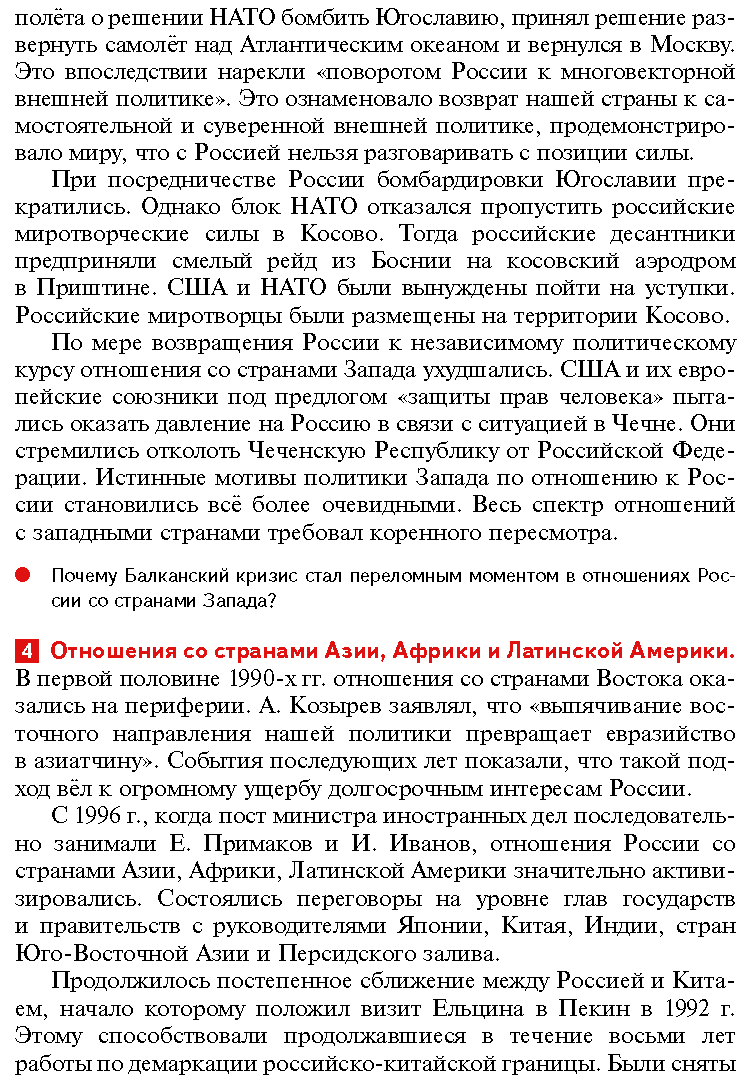 полёта о решении НАТО бомбить Югославию, принял решение раз-
вернуть самолёт над Атлантическим океаном и вернулся в Москву.
Это впоследствии нарекли «поворотом России к многовекторной
внешней политике». Это ознаменовало возврат нашей страны к са-
мостоятельной и суверенной внешней политике, продемонстриро-
вало миру, что с Россией нельзя разговаривать с позиции силы.
При посредничестве России бомбардировки Югославии пре-
кратились. Однако блок НАТО отказался пропустить российские
миротворческие силы в Косово. Тогда российские десантники
предприняли смелый рейд из Боснии на косовский аэродром
в Приштине. США и НАТО были вынуждены пойти на уступки.
Российские миротворцы были размещены на территории Косово.
По мере возвращения России к независимому политическому
курсу отношения со странами Запада ухудшались. США и их евро-
пейские союзники под предлогом «защиты прав человека» пыта-
лись оказать давление на Россию в связи с ситуацией в Чечне. Они
стремились отколоть Чеченскую Республику от Российской Феде-
рации. Истинные мотивы политики Запада по отношению к Рос-
сии становились всё более очевидными. Весь спектр отношений
с западными странами требовал коренного пересмотра.
Почему Балканский кризис стал переломным моментом в отношениях Рос-
сии со странами Запада?
4 Отношения со странами Азии, Африки и Латинской Америки.
В первой половине 1990-х гг. отношения со странами Востока ока-
зались на периферии. А. Козырев заявлял, что «выпячивание вос-
точного направления нашей политики превращает евразийство
в азиатчину». События последующих лет показали, что такой под-
ход вёл к огромному ущербу долгосрочным интересам России.
С 1996 г., когда пост министра иностранных дел последователь-
но занимали Е. Примаков и И. Иванов, отношения России со
странами Азии, Африки, Латинской Америки значительно активи-
зировались. Состоялись переговоры на уровне глав государств
и правительств с руководителями Японии, Китая, Индии, стран
Юго-Восточной Азии и Персидского залива.
Продолжилось постепенное сближение между Россией и Кита-
ем, начало которому положил визит Ельцина в Пекин в 1992 г.
Этому способствовали продолжавшиеся в течение восьми лет
работы по демаркации российско-китайской границы. Были сняты